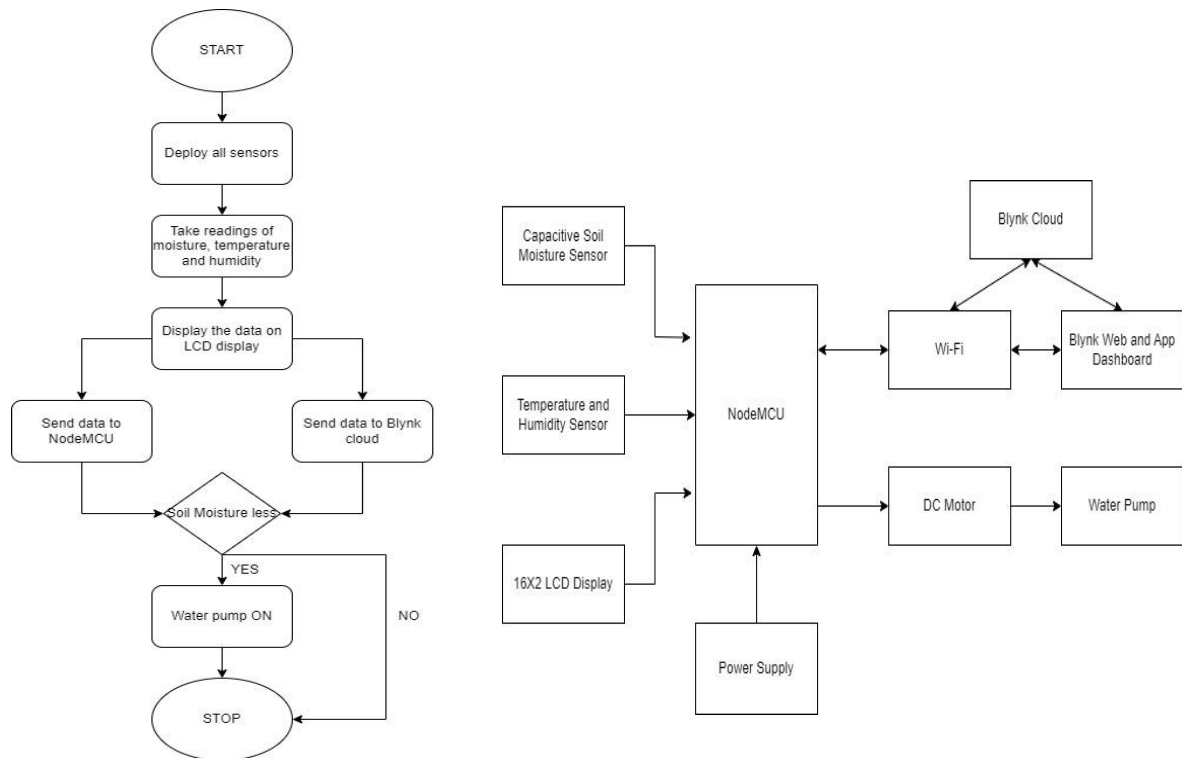 START
Deploy all sensors
Take readings of
moisture, temperature
and humidity
Display the data on
LCD display
Send data to
NodeMCU
Send data to Blynk
cloud
Soil Moisture less
YES
NO
Water pump ON
STOP
Capacitive Soil
Moisture Sensor
Temperature and
Humidity Sensor
16X2 LCD Display
NodeMCU
Power Supply
Blynk Cloud
Wi-Fi
Blynk Web and App
Dashboard
DC Motor
Water Pump